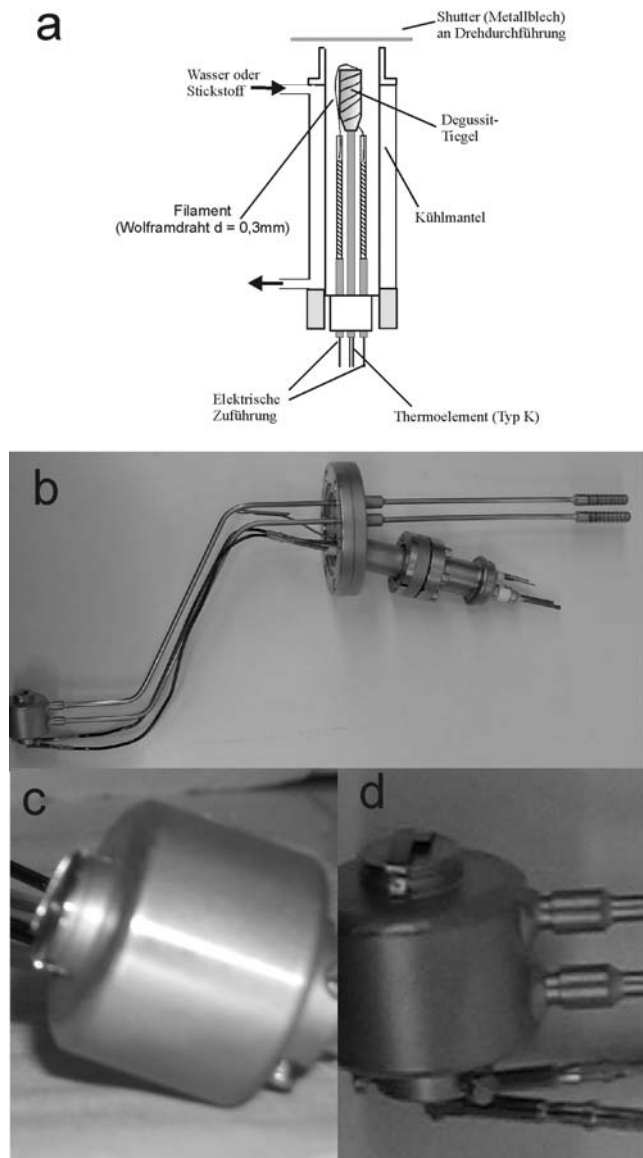 a
Shutter (Metallblech)
an Drehdurchführung
Wasser oder
Stickstoff
Degussit-
Tiegel
Kühlmantel
Filament
(Wolframdraht d = 0,3mm)
Elektrische
Zuführung
Thermoelement (Typ K)
b
c
d